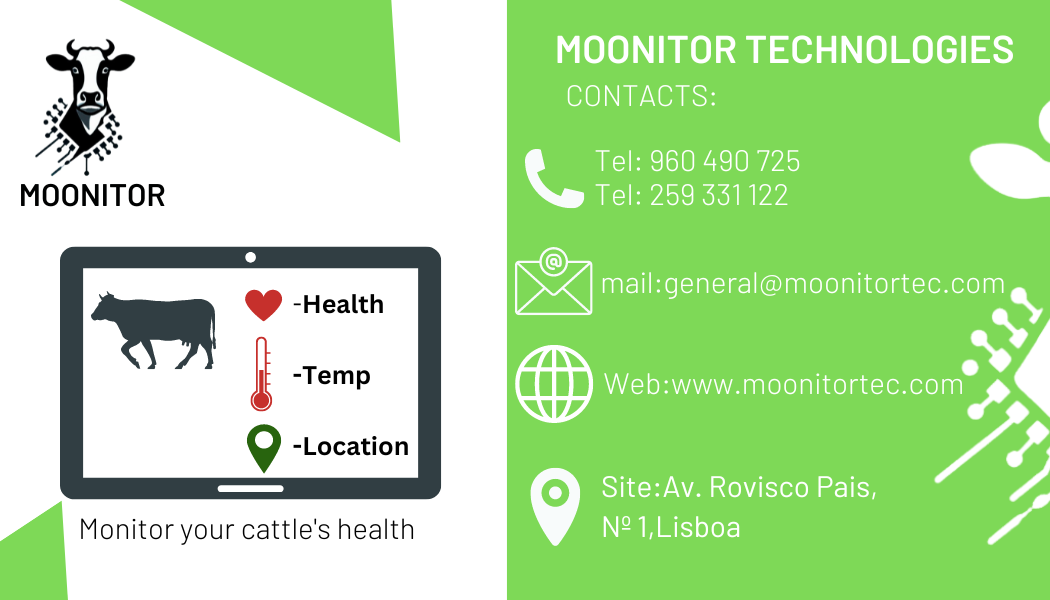 MOONITOR
-Health
-Temp
-Location
Monitor your cattle's health
MOONITOR TECHNOLOGIES
CONTACTS:
Tel: 960 490 725
Tel: 259 331 122
@
mail:general@moonitortec.com
Web:www.moonitortec.com
Site:Av. Rovisco Pais,
Nº 1,Lisboa